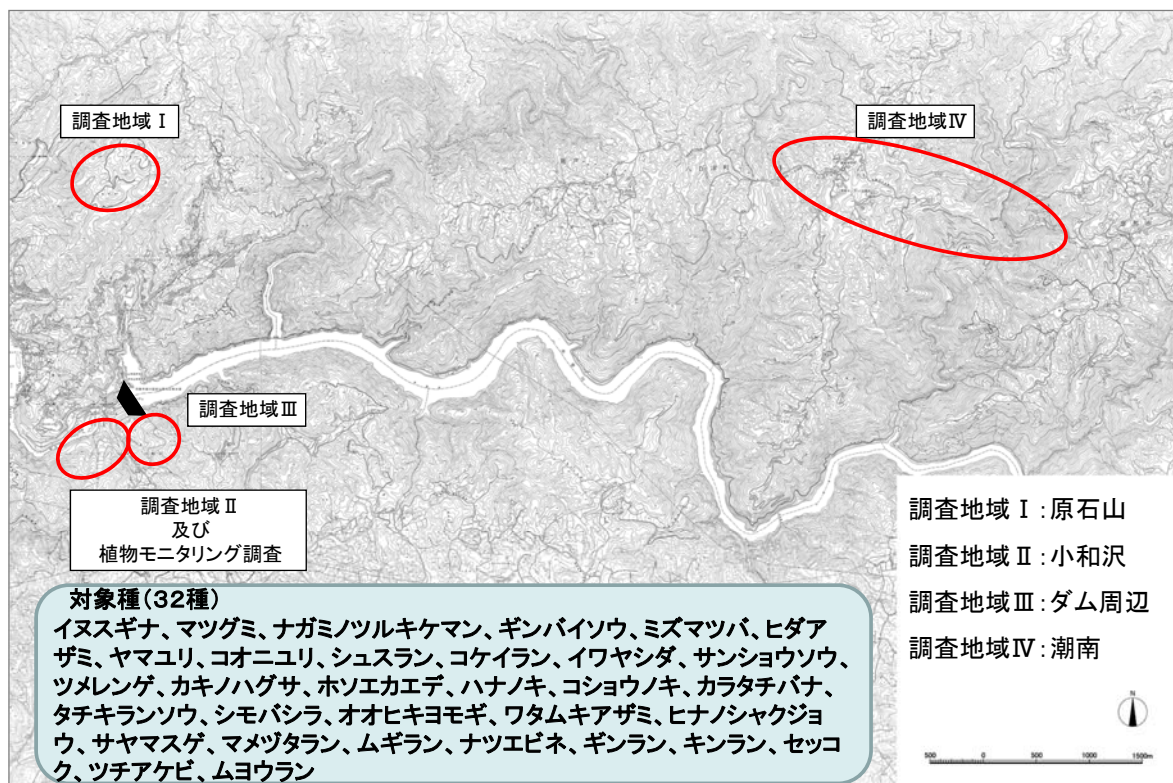 調査地域Ⅰ
調査地域Ⅳ
調査地域Ⅲ
調査地域Ⅱ
及び
植物モニタリング調査
調査地域Ⅰ：原石山
調査地域Ⅱ：小和沢
調査地域Ⅲ：ダム周辺
調査地域Ⅳ：潮南
対象種（32種）
イヌスギナ、マツグミ、ナガミノツルキケマン、ギンバイソウ、ミズマツバ、ヒダア
ザミ、ヤマユリ、コオニユリ、シュスラン、コケイラン、イワヤシダ、サンショウソウ、
ツメレンゲ、カキノハグサ、ホソエカエデ、ハナノキ、コショウノキ、カラタチバナ、
タチキランソウ、シモバシラ、オオヒキヨモギ、ワタムキアザミ、ヒナノシャクジョ
ウ、サヤマスゲ、マメヅタラン、ムギラン、ナツエビネ、ギンラン、キンラン、セッコ
ク、ツチアケビ、ムヨウラン
N
500 0 500 1000 1500m